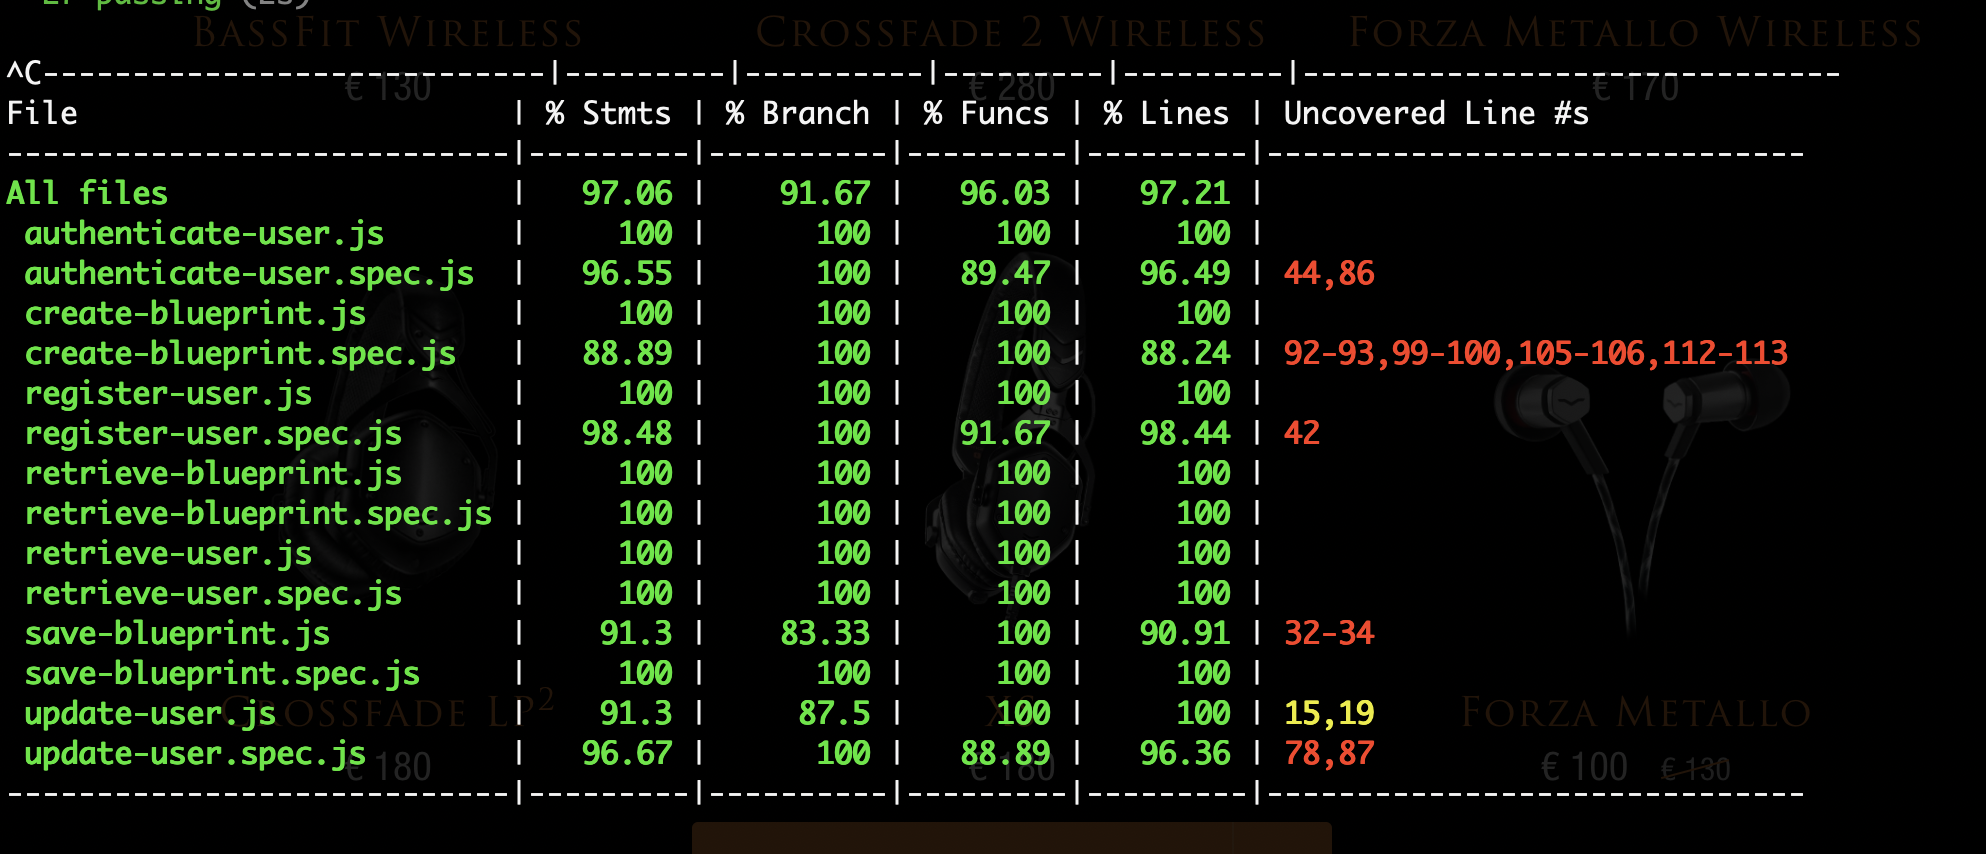 passing (2s)
BassFit Wireless Crossfade 2 Wireless Forza Metallo Wireless
^C----------------------------|---------|----------|---------|---------|------------------------------
€ 130 € 280 € 170
File | % Stmts | % Branch | % Funcs | % Lines | Uncovered Line #s
----------------------------|---------|----------|---------|---------|------------------------------
All files | 97.06 | 91.67 | 96.03 | 97.21 |
authenticate-user.js | 100 | 100 | 100 | 100 |
authenticate-user.spec.js | 96.55 | 100 | 89.47 | 96.49 | 44,86
create-blueprint.js | 100 | 100 | 100 | 100 |
create-blueprint.spec.js | 88.89 | 100 | 100 | 88.24 | 92-93,99-100,105-106,112-113
register-user.js | 100 | 100 | 100 | 100 |
register-user.spec.js | 98.48 | 100 | 91.67 | 98.44 | 42
retrieve-blueprint.js | 100 | 100 | 100 | 100 |
retrieve-blueprint.spec.js | 100 | 100 | 100 | 100 |
retrieve-user.js | 100 | 100 | 100 | 100 |
retrieve-user.spec.js | 100 | 100 | 100 | 100 |
save-blueprint.js | 91.3 | 83.33 | 100 | 90.91 | 32-34
save-blueprint.spec.js | 100 | 100 | 100 | 100 |
Crossfade LP2 Forza Metallo
update-user.js | 91.3 | 87.5 | 100 | 100 | 15,19
update-user.spec.js | 96.67 | 100 | 88.89 | 96.36 | 78,87
€ 180 € 180 € 100 € 130
----------------------------|---------|----------|---------|---------|------------------------------